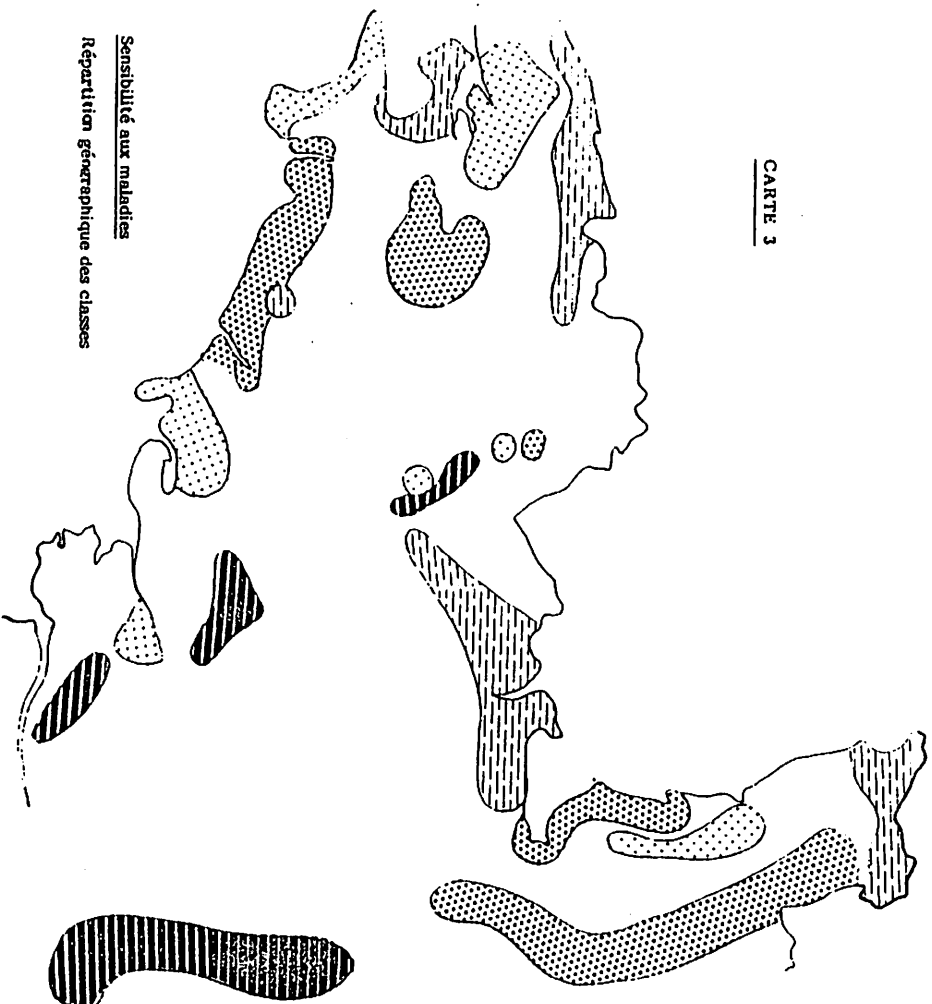 CARTE 3
Sensibilité aux maladies
Répartition géographique des classes